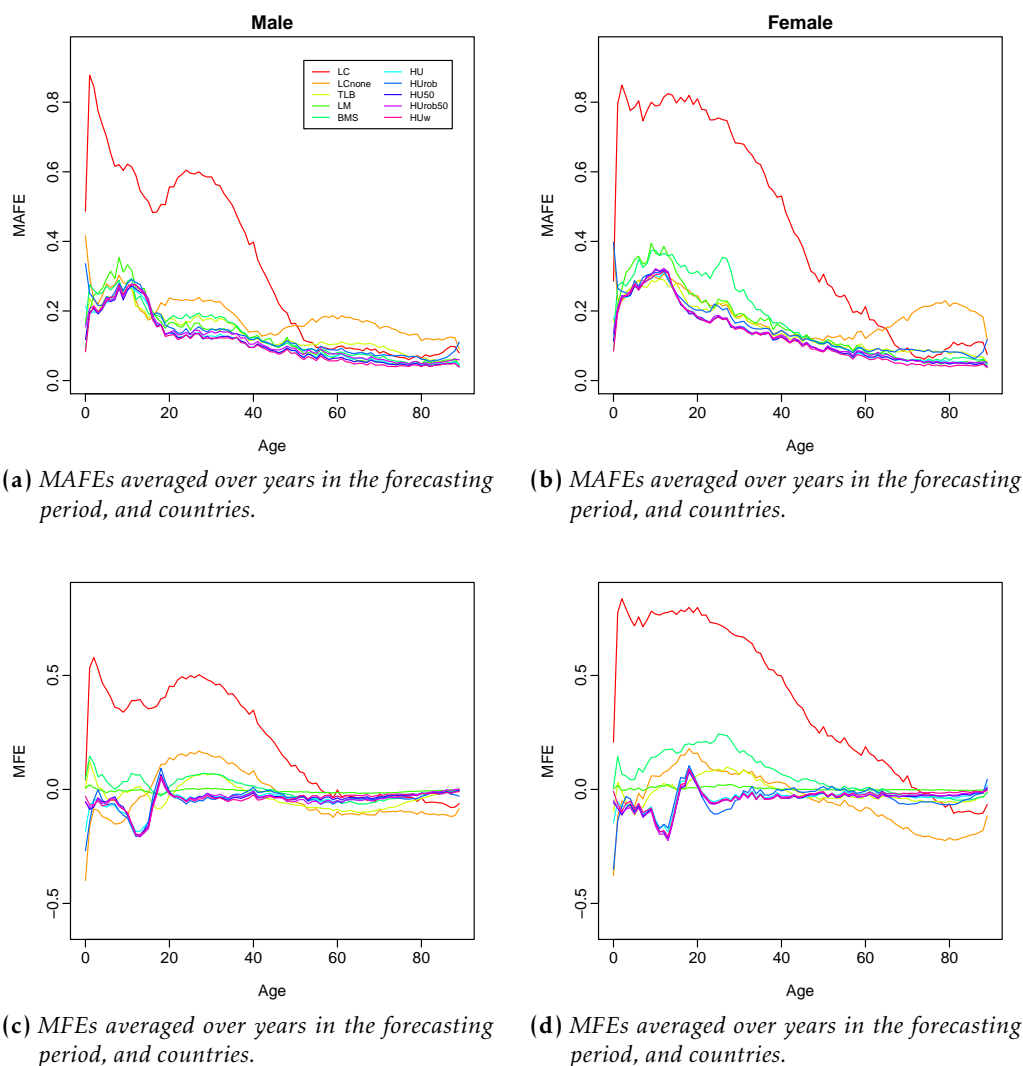 Male
Female
MAFE
0.0
0.2
0.4
0.6
0.8
LC
LCnone
TLB
LM
BMS
HU
HUrob
HU50
HUrob50
HUw
0 20 40 60 80
Age
MAFE
0.0
0.2
0.4
0.6
0.8
0 20 40 60 80
Age
(a) MAFEs averaged over years in the forecasting
period, and countries.
(b) MAFEs averaged over years in the forecasting
period, and countries.
MFE
−0.5
0.0
0.5
0 20 40 60 80
Age
MFE
−0.5
0.0
0.5
0 20 40 60 80
Age
(c) MFEs averaged over years in the forecasting
period, and countries.
(d) MFEs averaged over years in the forecasting
period, and countries.